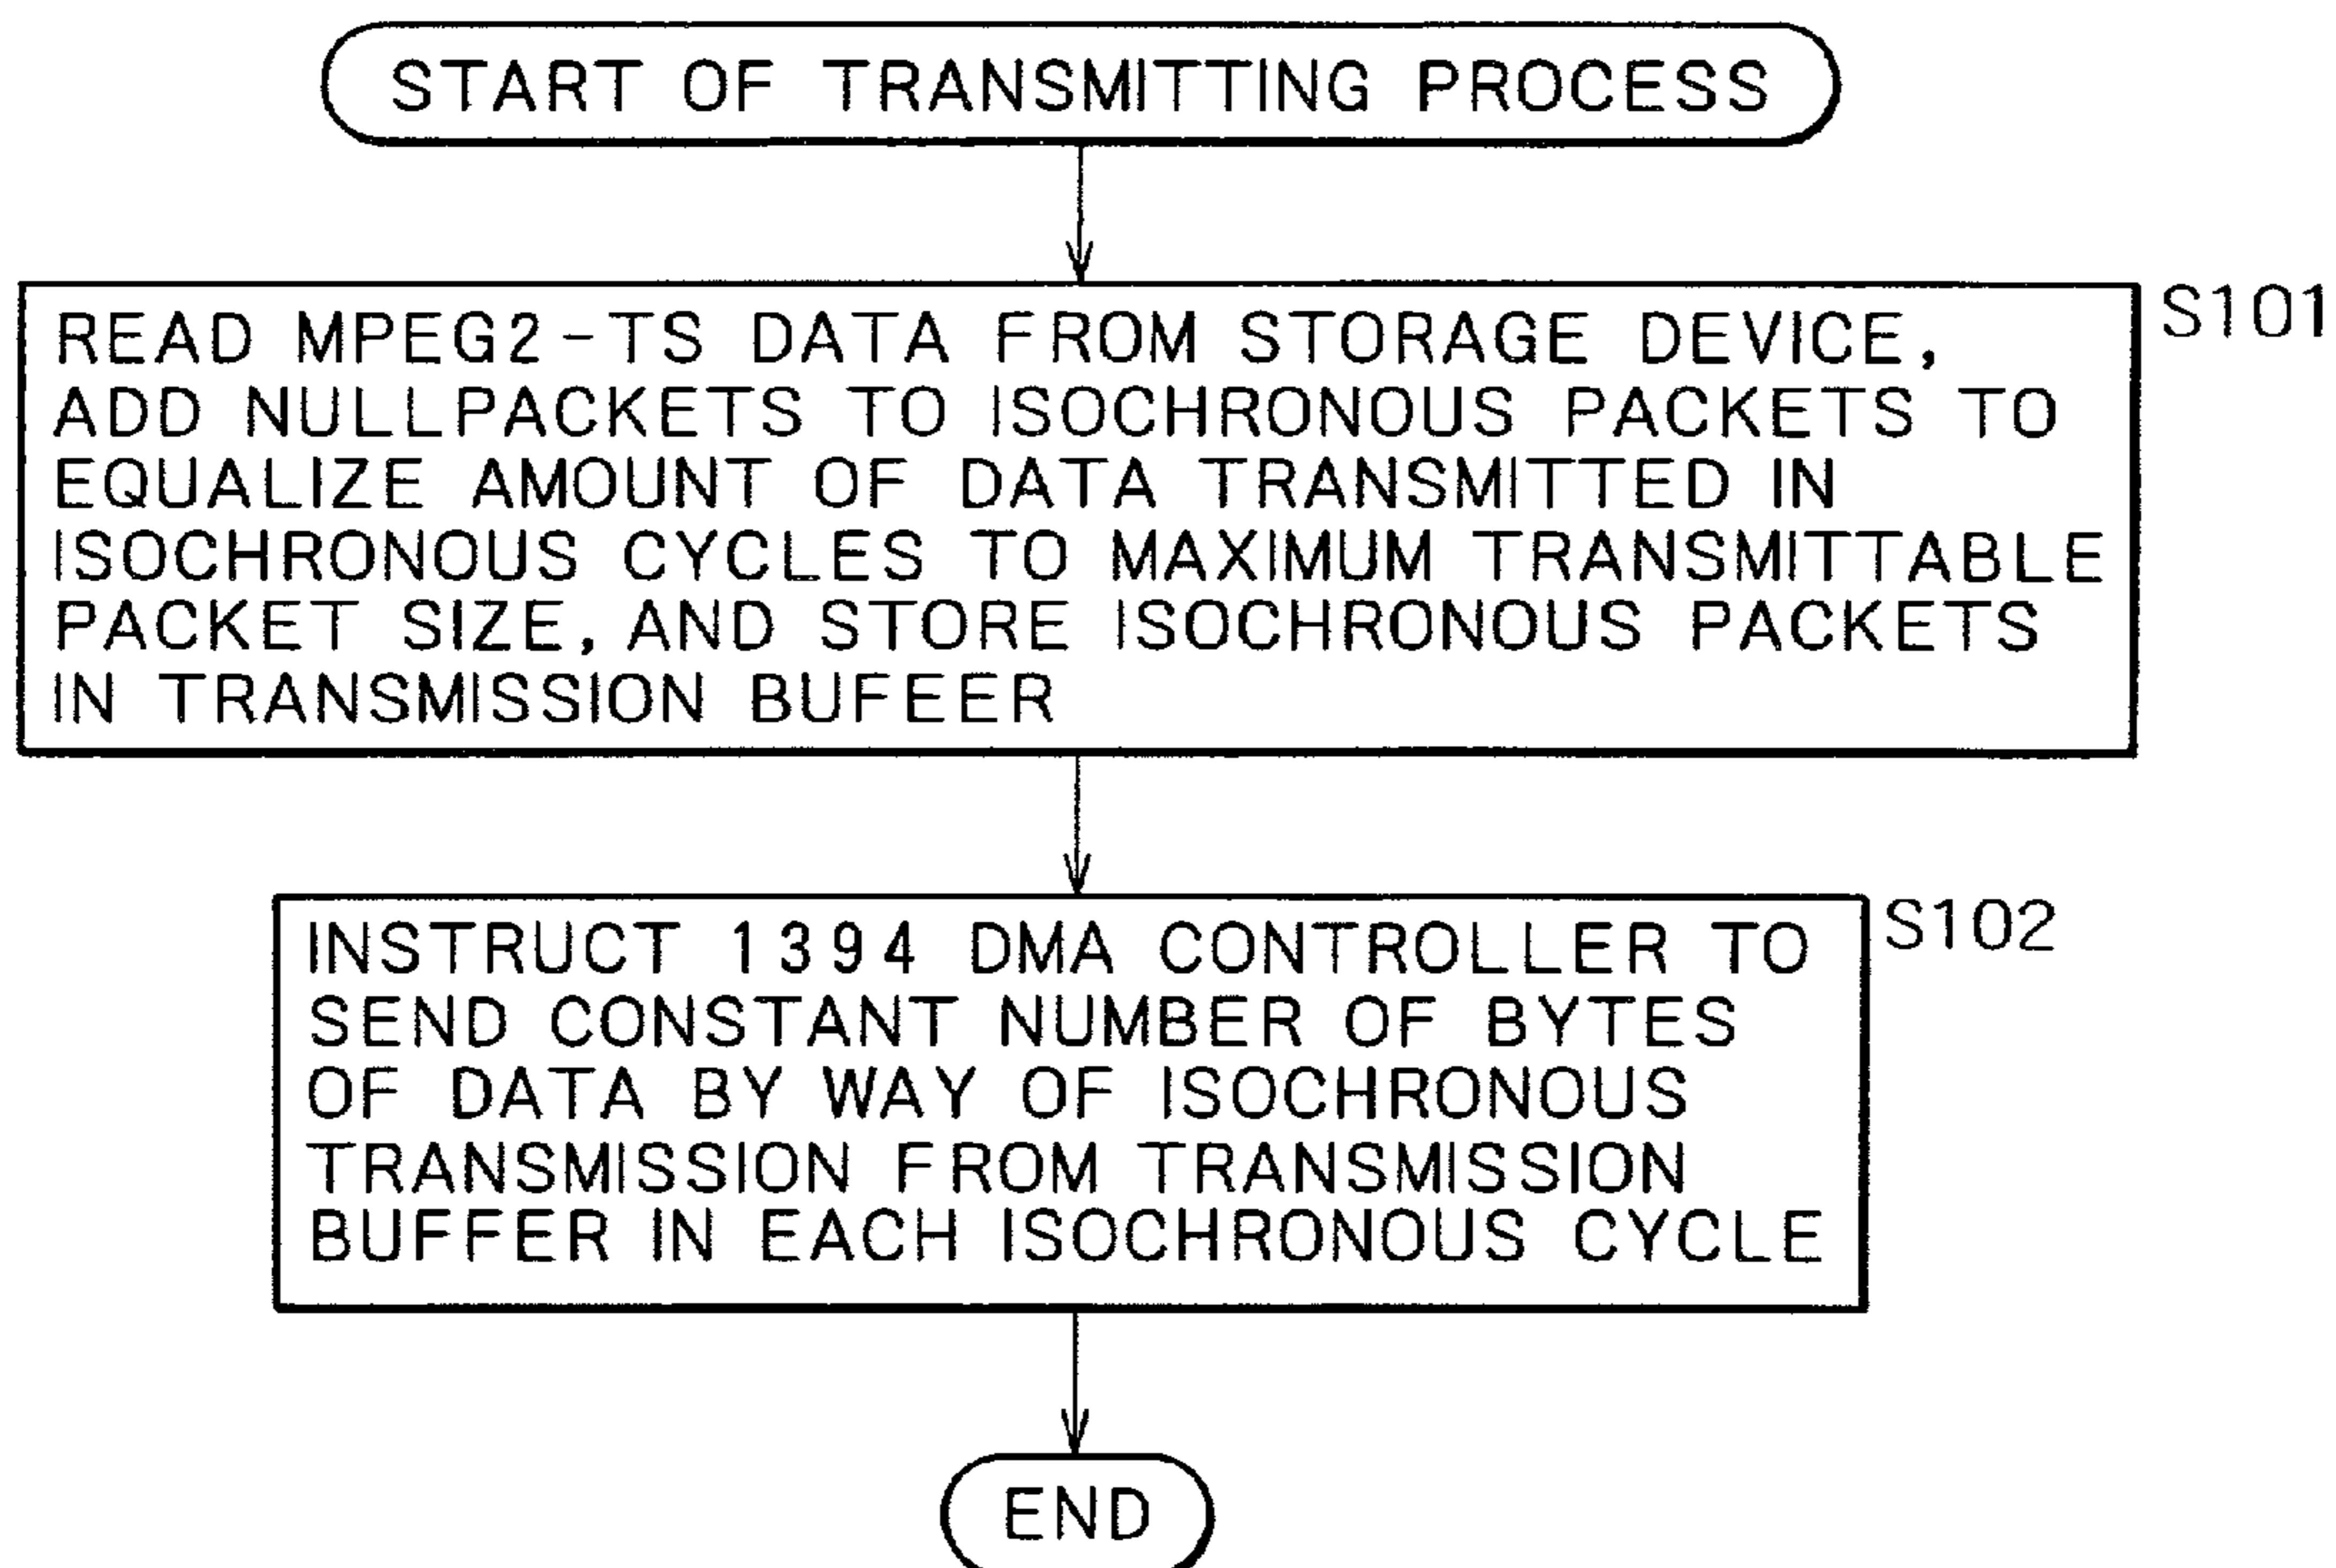 START OF TRANSMITTING PROCESS
S101
READ MPEG2-TS DATA FROM STORAGE DEVICE,
ADD NULLPACKETS TO ISOCHRONOUS PACKETS TO
EQUALIZE AMOUNT OF DATA TRANSMITTED IN
ISOCHRONOUS CYCLES TO MAXIMUM TRANSMITTABLE
PACKET SIZE, AND STORE ISOCHRONOUS PACKETS
IN TRANSMISSION BUFEER
S102
INSTRUCT 1394 DMA CONTROLLER TO
SEND CONSTANT NUMBER OF BYTES
OF DATA BY WAY OF ISOCHRONOUS
TRANSMISSION FROM TRANSMISSION
BUFFER IN EACH ISOCHRONOUS CYCLE
END